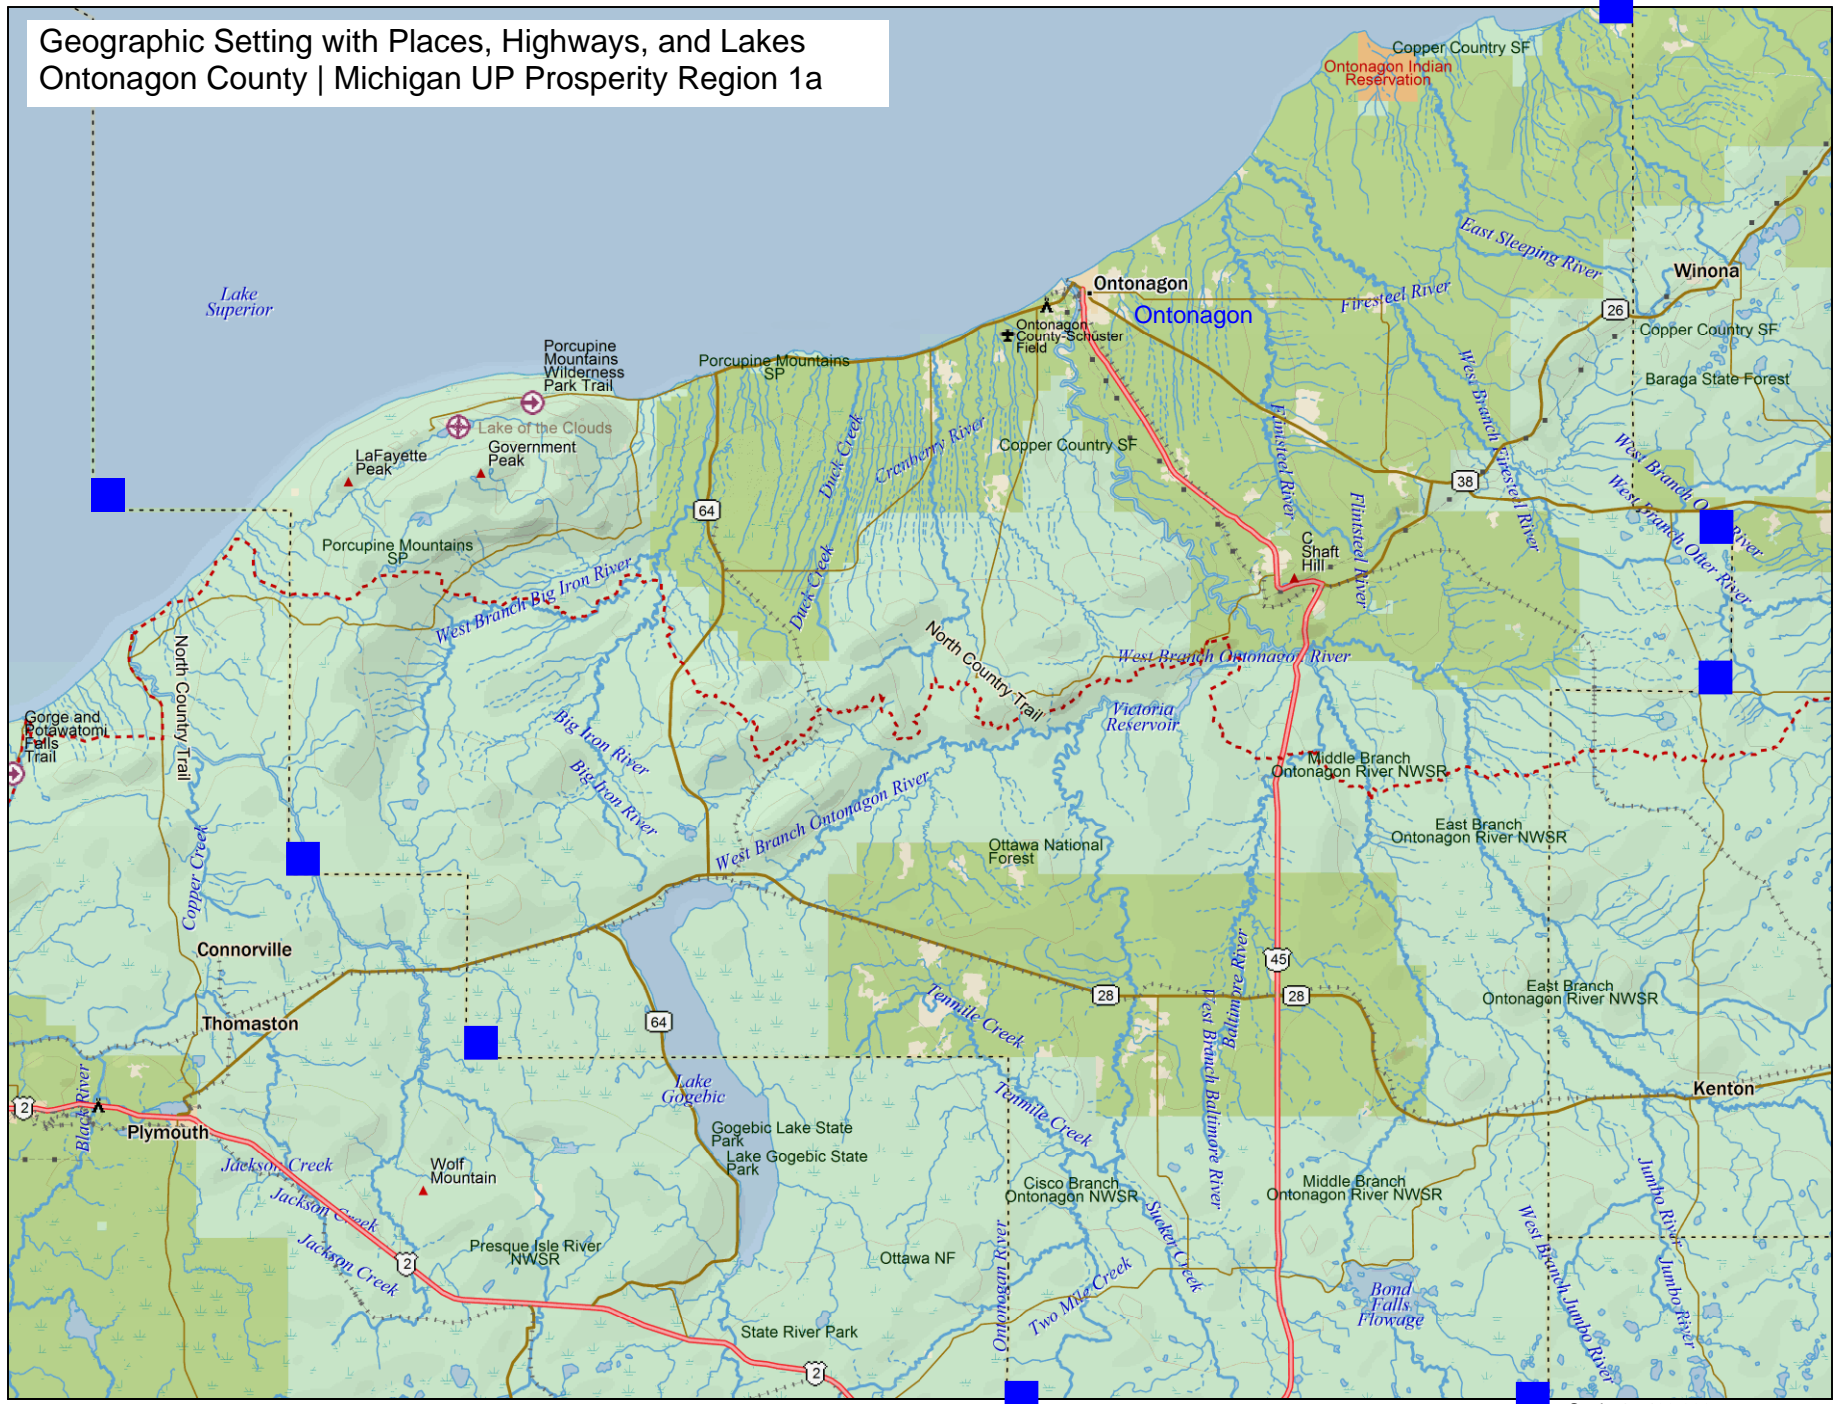 Geographic Setting with Places, Highways, and Lakes
Ontonagon County | Michigan UP Prosperity Region 1a
Copper Country SF
Ontonagon Indian
Reservation
East Sleeping River
Winona
Lake
Superior
Ontonagon
Firesteel River
26
Ontonagon
Ontonagon
County-Schuster
Field
Copper Country SF
Porcupine
Mountains
Wilderness
Park Trail
Porcupine Mountains
SP
Baraga State Forest
West Branch Firesteel River
Lake of the Clouds
Duck Creek
Cranberry River
Flintsteel River
Copper Country SF
Government
Peak
LaFayette
Peak
West Branch O
River
38
64
West Branch Otter River
Flintsteel River
C
Shaft
Hill
Porcupine Mountains
SP
Duck Creek
West Branch Big Iron River
North Country Trail
North Country Trail
West Branch Ontonagon River
Victoria
Reservoir
Gorge and
Potawatomi
Falls
Trail
Big Iron River
Big Iron River
Middle Branch
Ontonagon River NWSR
West Branch Ontonagon River
East Branch
Ontonagon River NWSR
Ottawa National
Forest
Copper Creek
Connorville
Baltimore River
45
28
28
East Branch
Ontonagon River NWSR
Tenmile Creek
Thomaston
64
West Branch Baltimore River
Lake
Gogebic
Kenton
2
Black River
Plymouth
Tenmile Creek
Gogebic Lake State
Park
Lake Gogebic State
Park
Jackson Creek
Wolf
Mountain
Cisco Branch
Ontonagon NWSR
Middle Branch
Ontonagon River NWSR
Jumbo River
Jackson Creek
Sucker Creek
West Branch Jumbo River
Presque Isle River
NWSR
Ottawa NF
Jackson Creek
2
Ontonogan River
Two Mile Creek
Bond
Falls
Flowage
Jumbo River
State River Park
2